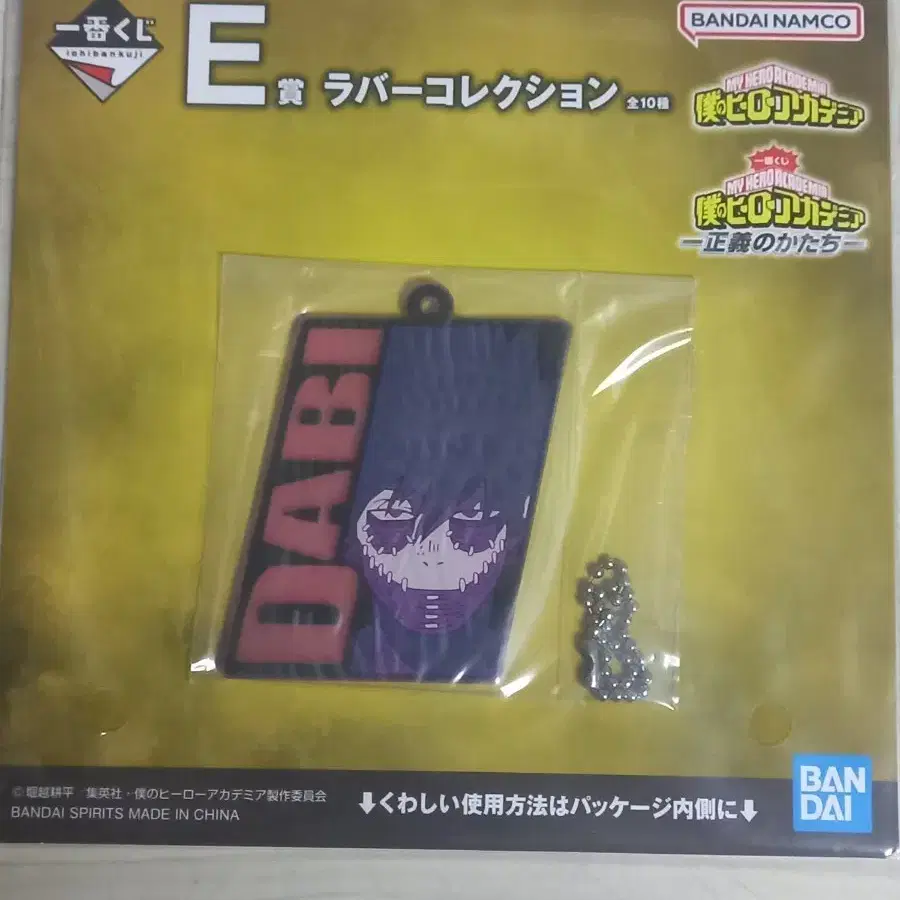 一番くじ
ichibankuji
E賞 ラバーコレクション 全10種
BANDAI NAMCO
MY HERO ACADEMIA
僕のヒーローアカデミア
一番くじ
MY HERO ACADEMIA
僕のヒーローアカデミア
―正義のかたち―
DABI
©堀越耕平／集英社・僕のヒーローアカデミア製作委員会
BANDAI SPIRITS MADE IN CHINA
↓くわしい使用方法はパッケージ内側に↓
BAN
DAI